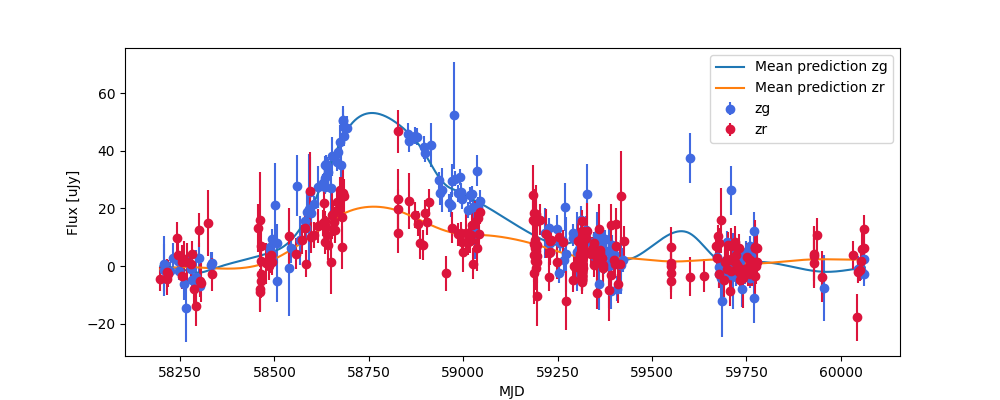 Mean prediction zg
Mean prediction zr
zg
zr
60
40
20
0
−20
Flux [uJy]
58250 58500 58750 59000 59250 59500 59750 60000
MJD